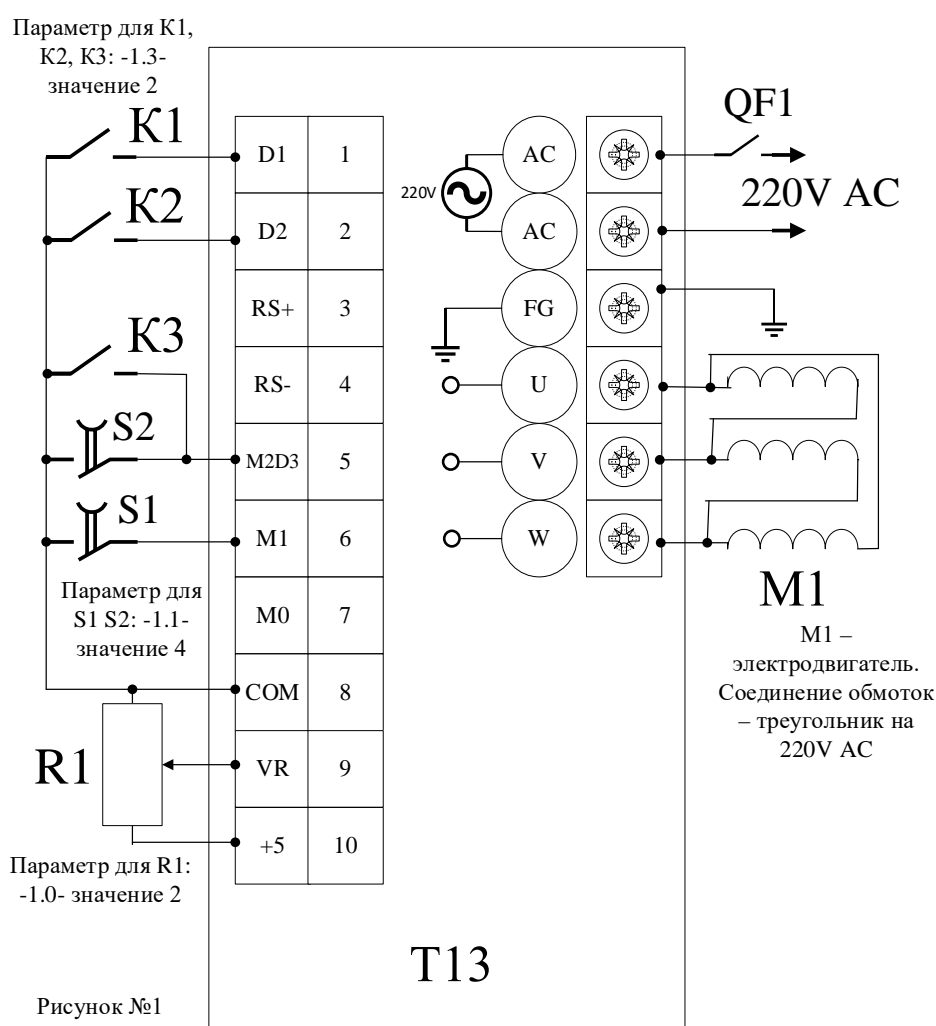 Параметр для К1,
К2, К3: -1.3-
значение 2
К1
К2
К3
S2
S1
Параметр для
S1 S2: -1.1-
значение 4
R1
Параметр для R1:
-1.0- значение 2
D1 1
D2 2
RS+ 3
RS- 4
M2D3 5
M1 6
M0 7
COM 8
VR 9
+5 10
220V
AC
AC
FG
U
V
W
QF1
220V AC
М1
М1 –
электродвигатель.
Соединение обмоток
– треугольник на
220V AC
T13
Рисунок №1